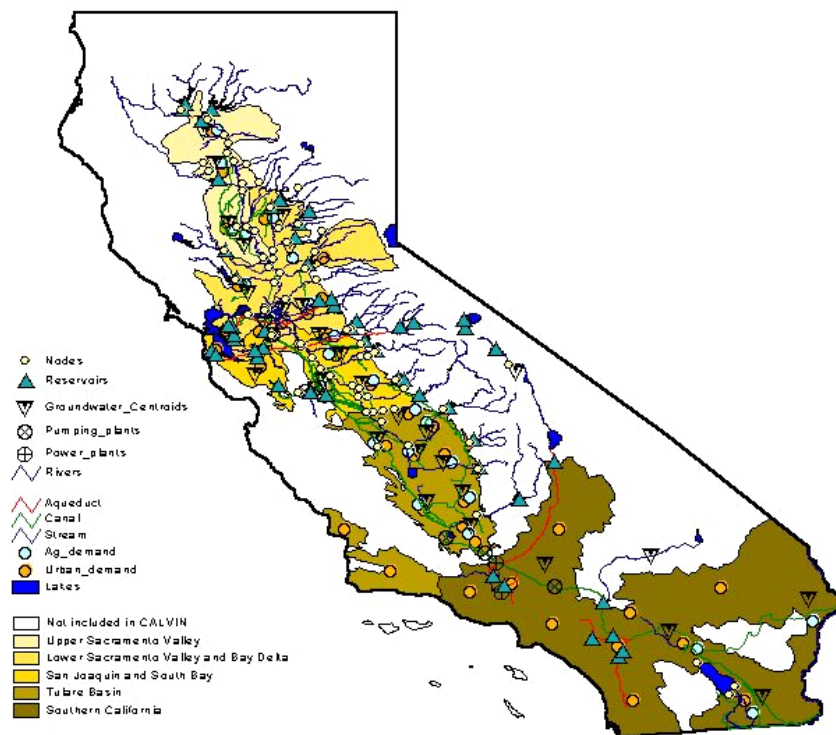 Nodes
Reservoirs
Groundwater_Centroids
Pumping_plants
Power_plants
Rivers
Aqueduct
Canal
Stream
Ag_demand
Urban_demand
Lakes
Not included in CALVIN
Upper Sacramento Valley
Lower Sacramento Valley and Bay Delta
San Joaquin and South Bay
Tulare Basin
Southern California